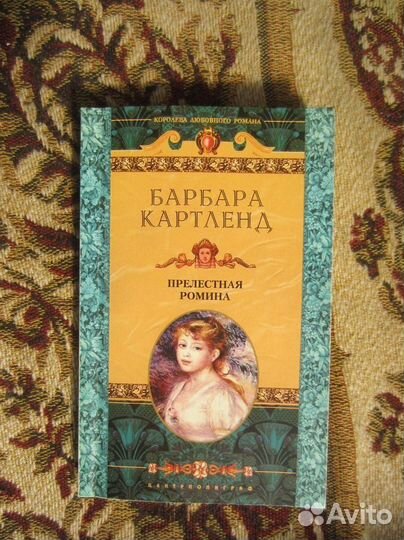 КОРОЛЕВА ЛЮБОВНОГО РОМАНА
БАРБАРА
КАРТЛЕНД
ПРЕЛЕСТНАЯ
РОМИНА
ЦЕНТРПОЛИГРАФ
Avito